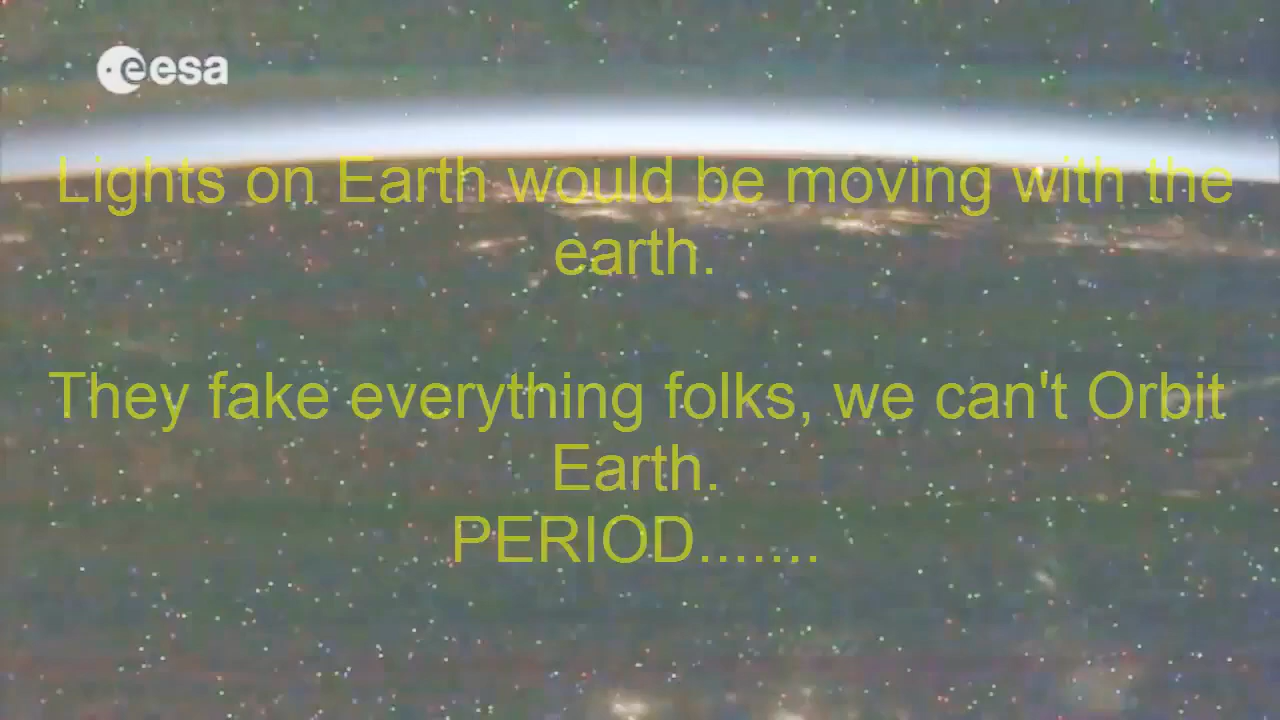 esa
Lights on Earth would be moving with the
earth.
They fake everything folks, we can't Orbit
Earth.
PERIOD.......